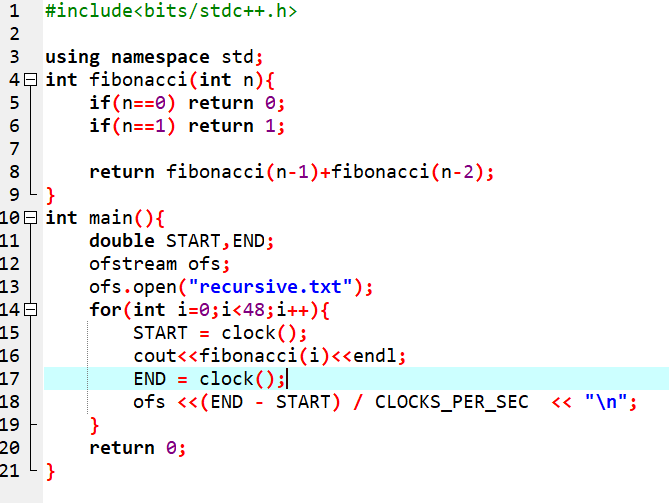 1 #include<bits/stdc++.h>
2
3 using namespace std;
4 int fibonacci(int n){
5     if(n==0) return 0;
6     if(n==1) return 1;
7
8     return fibonacci(n-1)+fibonacci(n-2);
9 }
10 int main(){
11     double START,END;
12     ofstream ofs;
13     ofs.open("recursive.txt");
14     for(int i=0;i<48;i++){
15         START = clock();
16         cout<<fibonacci(i)<<endl;
17         END = clock();
18         ofs <<(END - START) / CLOCKS_PER_SEC  << "\n";
19     }
20     return 0;
21 }